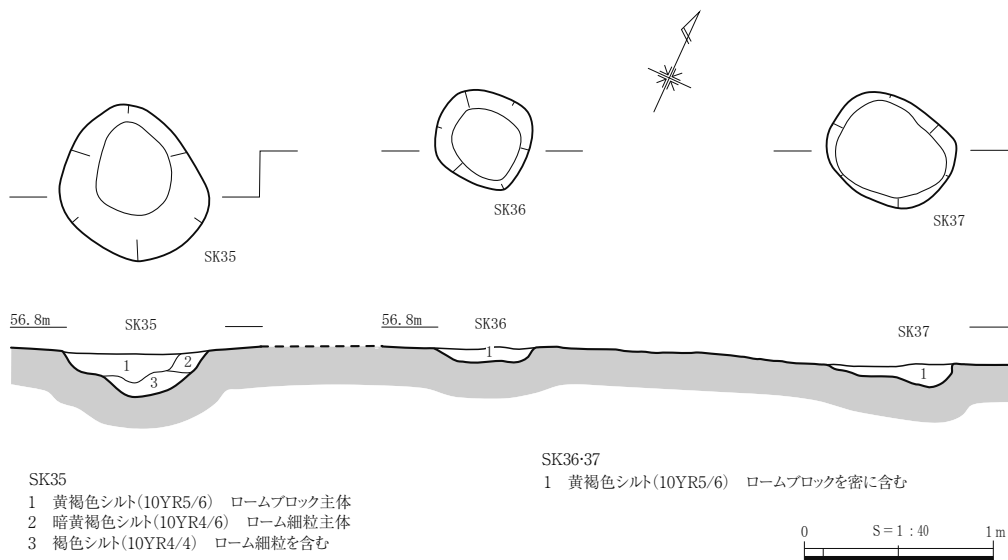 SK35
SK36
SK37
56.8m
SK35
56.8m
SK36
SK37
1
2
3
1
1
SK35
1 黄褐色シルト(10YR5/6) ロームブロック主体
2 暗黄褐色シルト(10YR4/6) ローム細粒主体
3 褐色シルト(10YR4/4) ローム細粒を含む
SK36·37
1 黄褐色シルト(10YR5/6) ロームブロックを密に含む
0 S=1:40 1m